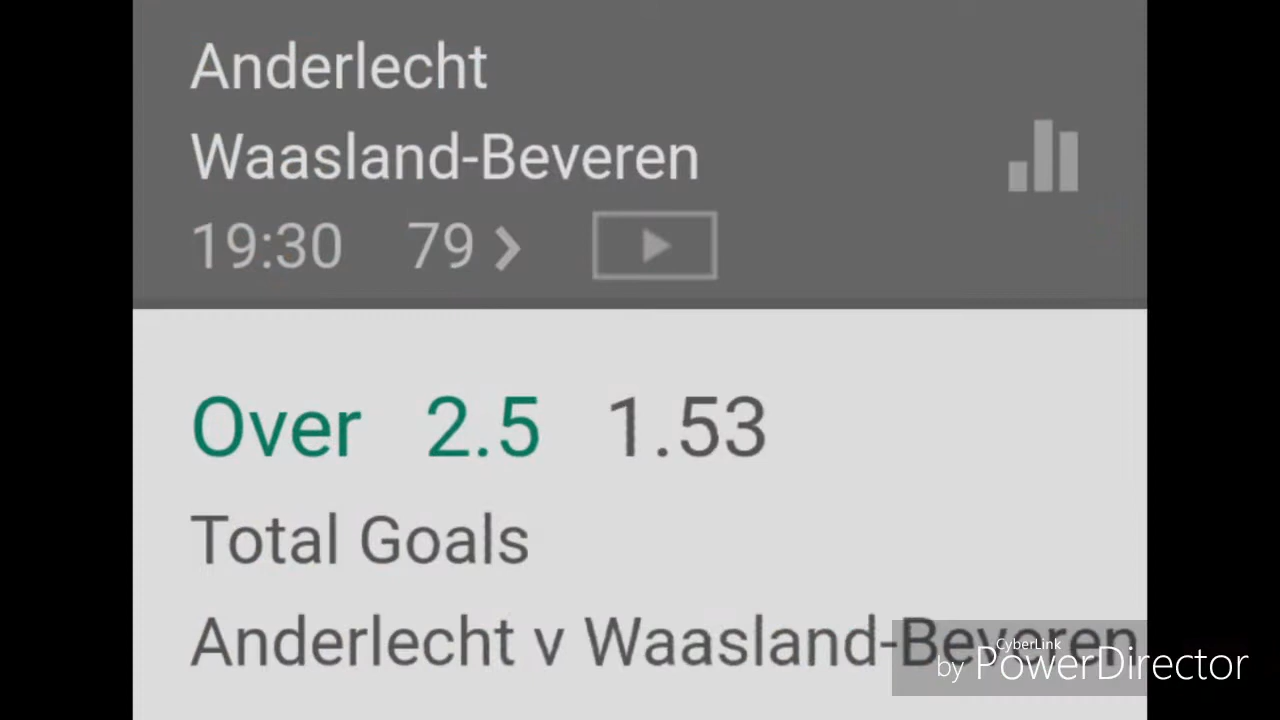 Anderlecht
Waasland-Beveren
19:30 79 >
Over 2.5 1.53
Total Goals
Anderlecht v Waasland-Beveren
CyberLink
by PowerDirector